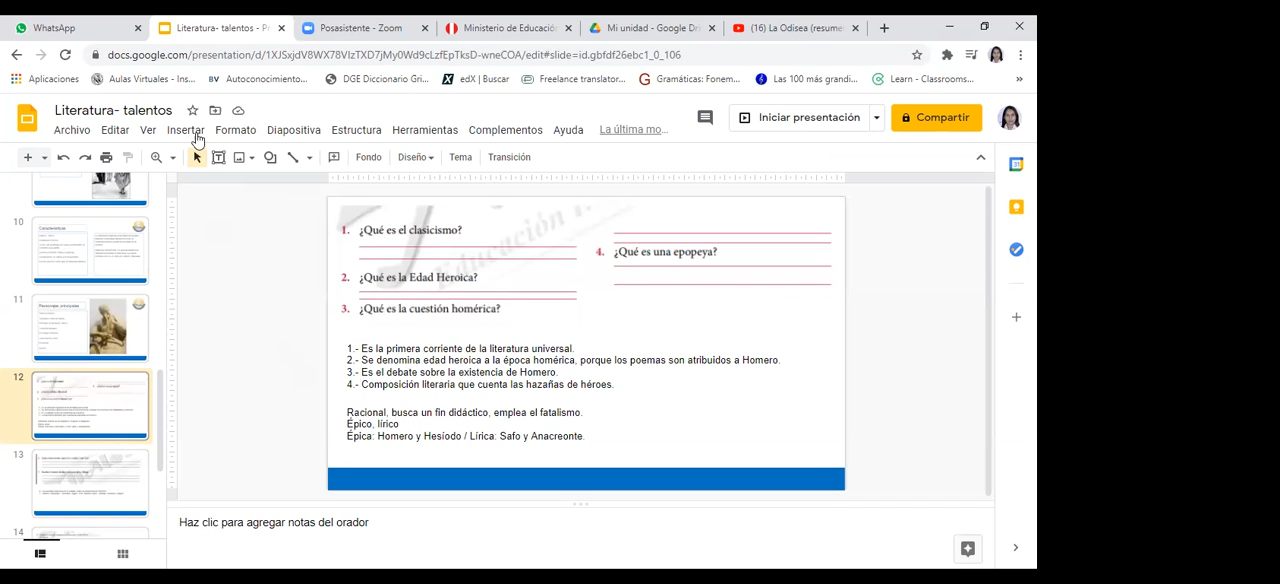 WhatsApp
Literatura- talentos - Pr
Posasistente - Zoom
Ministerio de Educación
Mi unidad - Google Dr
(16) La Odisea (resumen
docs.google.com/presentation/d/1XJSxjdV8WX78VIzTXD7jMy0Wd9cLzfEpTksD-wneCOA/edit#slide=id.gbfdf26ebc1_0_106
Aplicaciones
Aulas Virtuales - Ins...
BV Autoconocimiento...
DGE Diccionario Gri...
edX | Buscar
Freelance translator...
Gramáticas: Fonem...
Las 100 más grandi...
Learn - Classrooms...
Literatura- talentos
Iniciar presentación
Compartir
Archivo Editar Ver Insertar Formato Diapositiva Estructura Herramientas Complementos Ayuda La última mo...
Fondo Diseño Tema Transición
10
Características
11
Personajes principales
12
13
14
1. ¿Qué es el clasicismo?
2. ¿Qué es la Edad Heroica?
3. ¿Qué es la cuestión homérica?
4. ¿Qué es una epopeya?
1.- Es la primera corriente de la literatura universal.
2.- Se denomina edad heroica a la época homérica, porque los poemas son atribuidos a Homero.
3.- Es el debate sobre la existencia de Homero.
4.- Composición literaria que cuenta las hazañas de héroes.
Racional, busca un fin didáctico, emplea el fatalismo.
Épico, lírico
Épica: Homero y Hesíodo / Lírica: Safo y Anacreonte.
Haz clic para agregar notas del orador